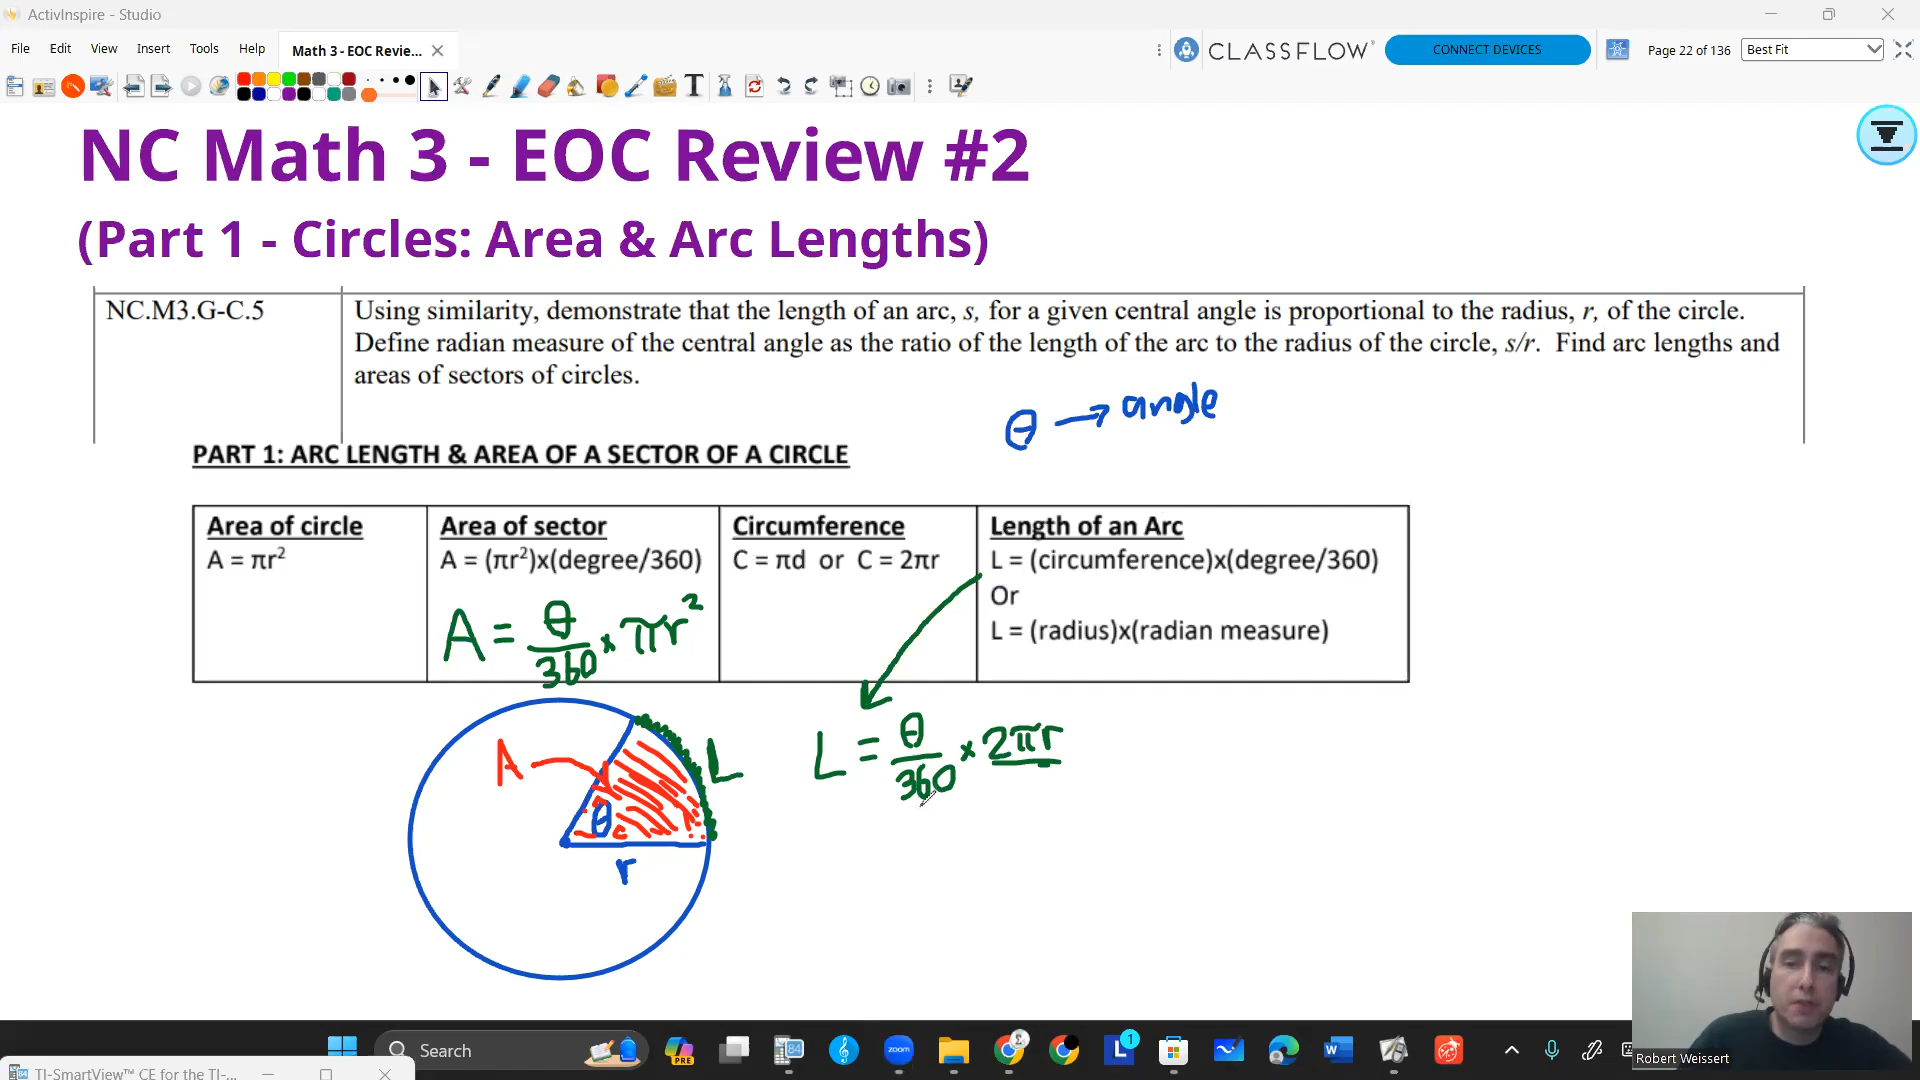 ActivInspire - Studio
File Edit View Insert Tools Help Math 3 - EOC Revie... CLASSFLOW CONNECT DEVICES Page 22 of 136 Best Fit
NC Math 3 - EOC Review #2
(Part 1 - Circles: Area & Arc Lengths)
NC.M3.G-C.5
Using similarity, demonstrate that the length of an arc, s, for a given central angle is proportional to the radius, r, of the circle.
Define radian measure of the central angle as the ratio of the length of the arc to the radius of the circle, s/r. Find arc lengths and
areas of sectors of circles.
θ → angle
PART 1: ARC LENGTH & AREA OF A SECTOR OF A CIRCLE
Area of circle
A = πr²
Area of sector
A = (πr²)x(degree/360)
A = θ/360 × πr²
Circumference
C = πd or C = 2πr
Length of an Arc
L = (circumference)x(degree/360)
Or
L = (radius)x(radian measure)
A
θ
r
L
L = θ/360 × 2πr
Robert Weissert
Search
PRE
84
zoom
L
1
W
TI-SmartView™ CE for the TI-...